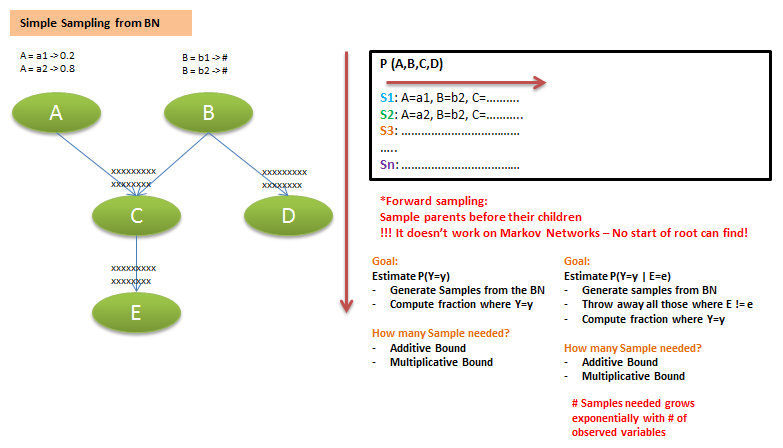 Simple Sampling from BN
A = a1 -> 0.2
A = a2 -> 0.8
B = b1 -> #
B = b2 -> #
A
B
xxxxxxxxx
xxxxxxxx
xxxxxxxxx
xxxxxxxx
C
D
xxxxxxxxx
xxxxxxxx
E
P (A,B,C,D)
S1: A=a1, B=b2, C=……….
S2: A=a2, B=b2, C=………..
S3: ………………………………
…..
Sn: ………………………………
*Forward sampling:
Sample parents before their children
!!! It doesn’t work on Markov Networks – No start of root can find!
Goal:
Estimate P(Y=y)
- Generate Samples from the BN
- Compute fraction where Y=y
How many Sample needed?
- Additive Bound
- Multiplicative Bound
Goal:
Estimate P(Y=y | E=e)
- Generate samples from BN
- Throw away all those where E != e
- Compute fraction where Y=y
How many Sample needed?
- Additive Bound
- Multiplicative Bound
# Samples needed grows
exponentially with # of
observed variables